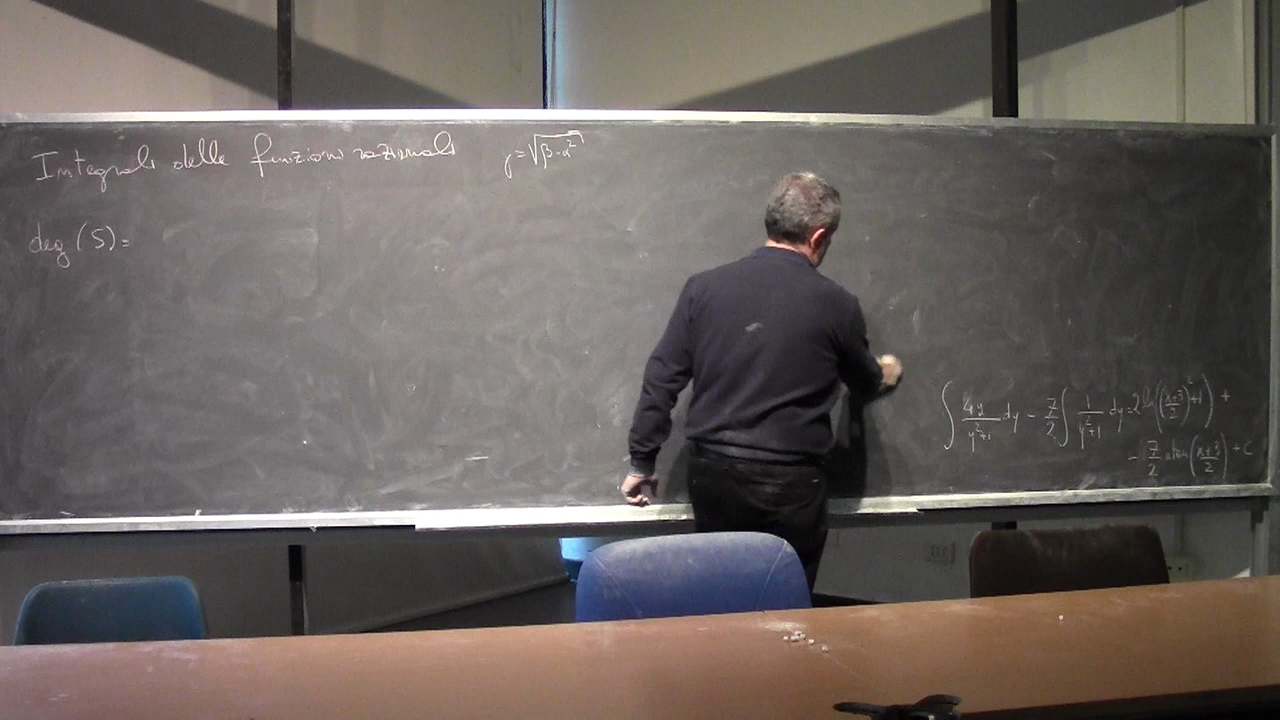 Integrali delle funzioni razionali γ=√β-α²
deg (S) =
∫ 4y/(y²+1) dy - 7/2 ∫ 1/(y²+1) dy = 2 ln(((x+3)/2)²+1) +
- 7/2 atan((x+3)/2) + C